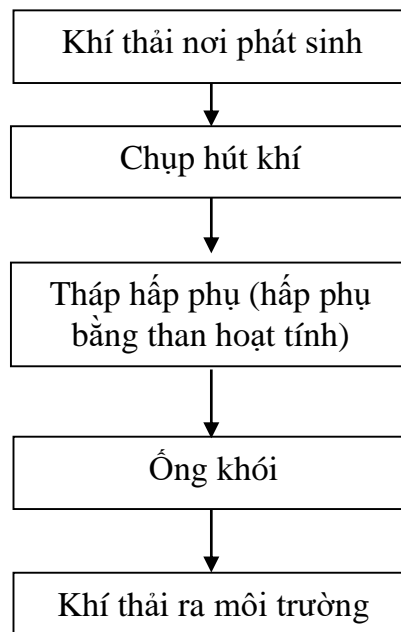 Khí thải nơi phát sinh
Chụp hút khí
Tháp hấp phụ (hấp phụ
bằng than hoạt tính)
Ống khói
Khí thải ra môi trường